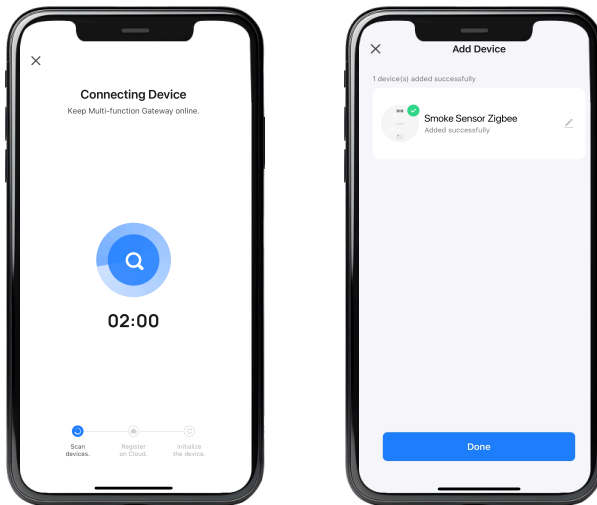 Connecting Device
Keep Multi-function Gateway online.
02:00
Scan
devices.
Register
on Cloud.
Initialize
the device.
Add Device
1 device(s) added successfully
Smoke Sensor Zigbee
Added successfully
Done